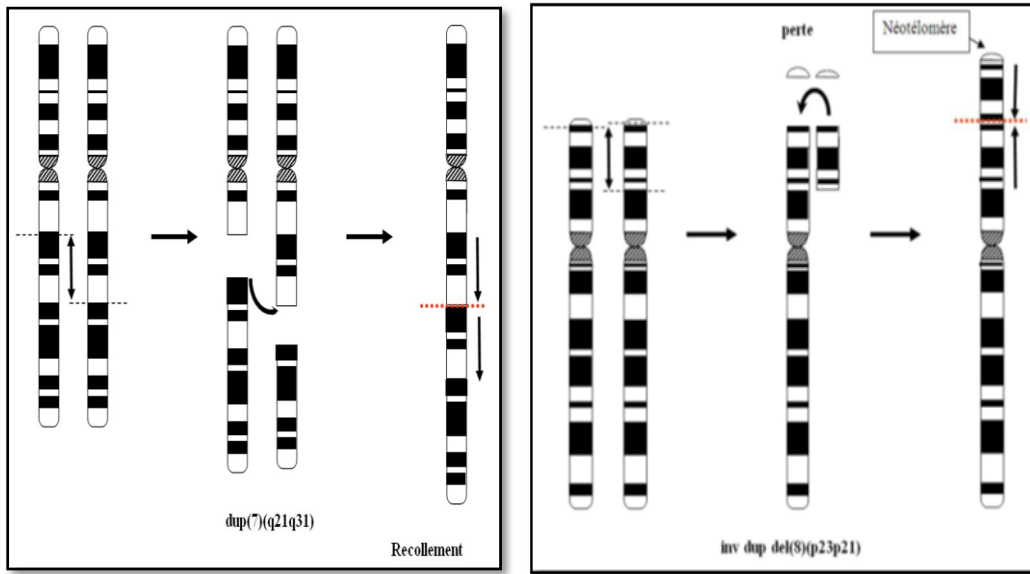 dup(7)(q21q31)
Recollement
perte
Néotélomère
inv dup del(8)(p23p21)